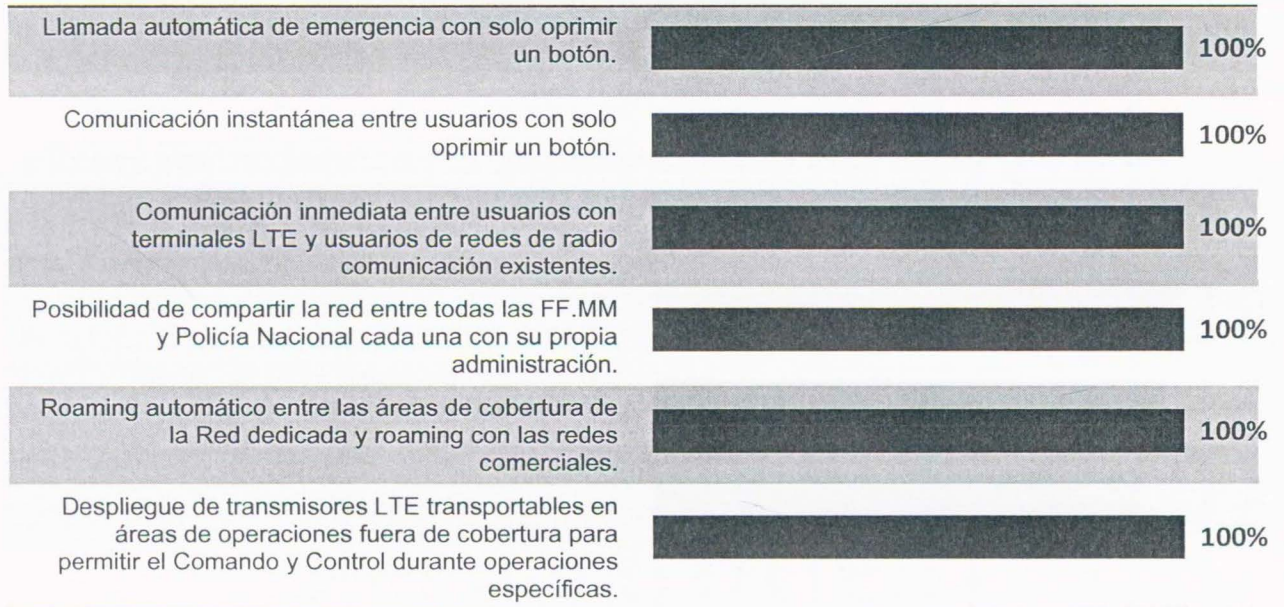 Llamada automática de emergencia con solo oprimir
un botón.
100%
Comunicación instantánea entre usuarios con solo
oprimir un botón.
100%
Comunicación inmediata entre usuarios con
terminales LTE y usuarios de redes de radio
comunicación existentes.
100%
Posibilidad de compartir la red entre todas las FF.MM
y Policía Nacional cada una con su propia
administración.
100%
Roaming automático entre las áreas de cobertura de
la Red dedicada y roaming con las redes
comerciales.
100%
Despliegue de transmisores LTE transportables en
áreas de operaciones fuera de cobertura para
permitir el Comando y Control durante operaciones
específicas.
100%